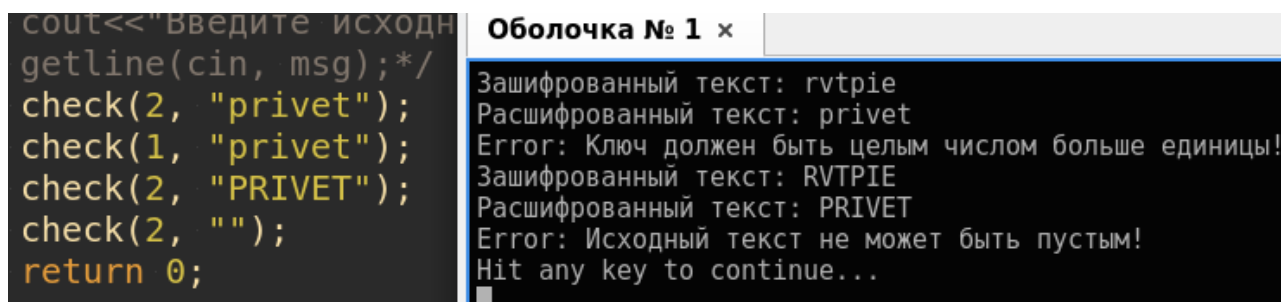 cout<<"Введите исходн
getline(cin, msg);*/
check(2, "privet");
check(1, "privet");
check(2, "PRIVET");
check(2, "");
return 0;
Оболочка № 1 ×
Зашифрованный текст: rvtpie
Расшифрованный текст: privet
Error: Ключ должен быть целым числом больше единицы!
Зашифрованный текст: RVTPIE
Расшифрованный текст: PRIVET
Error: Исходный текст не может быть пустым!
Hit any key to continue...